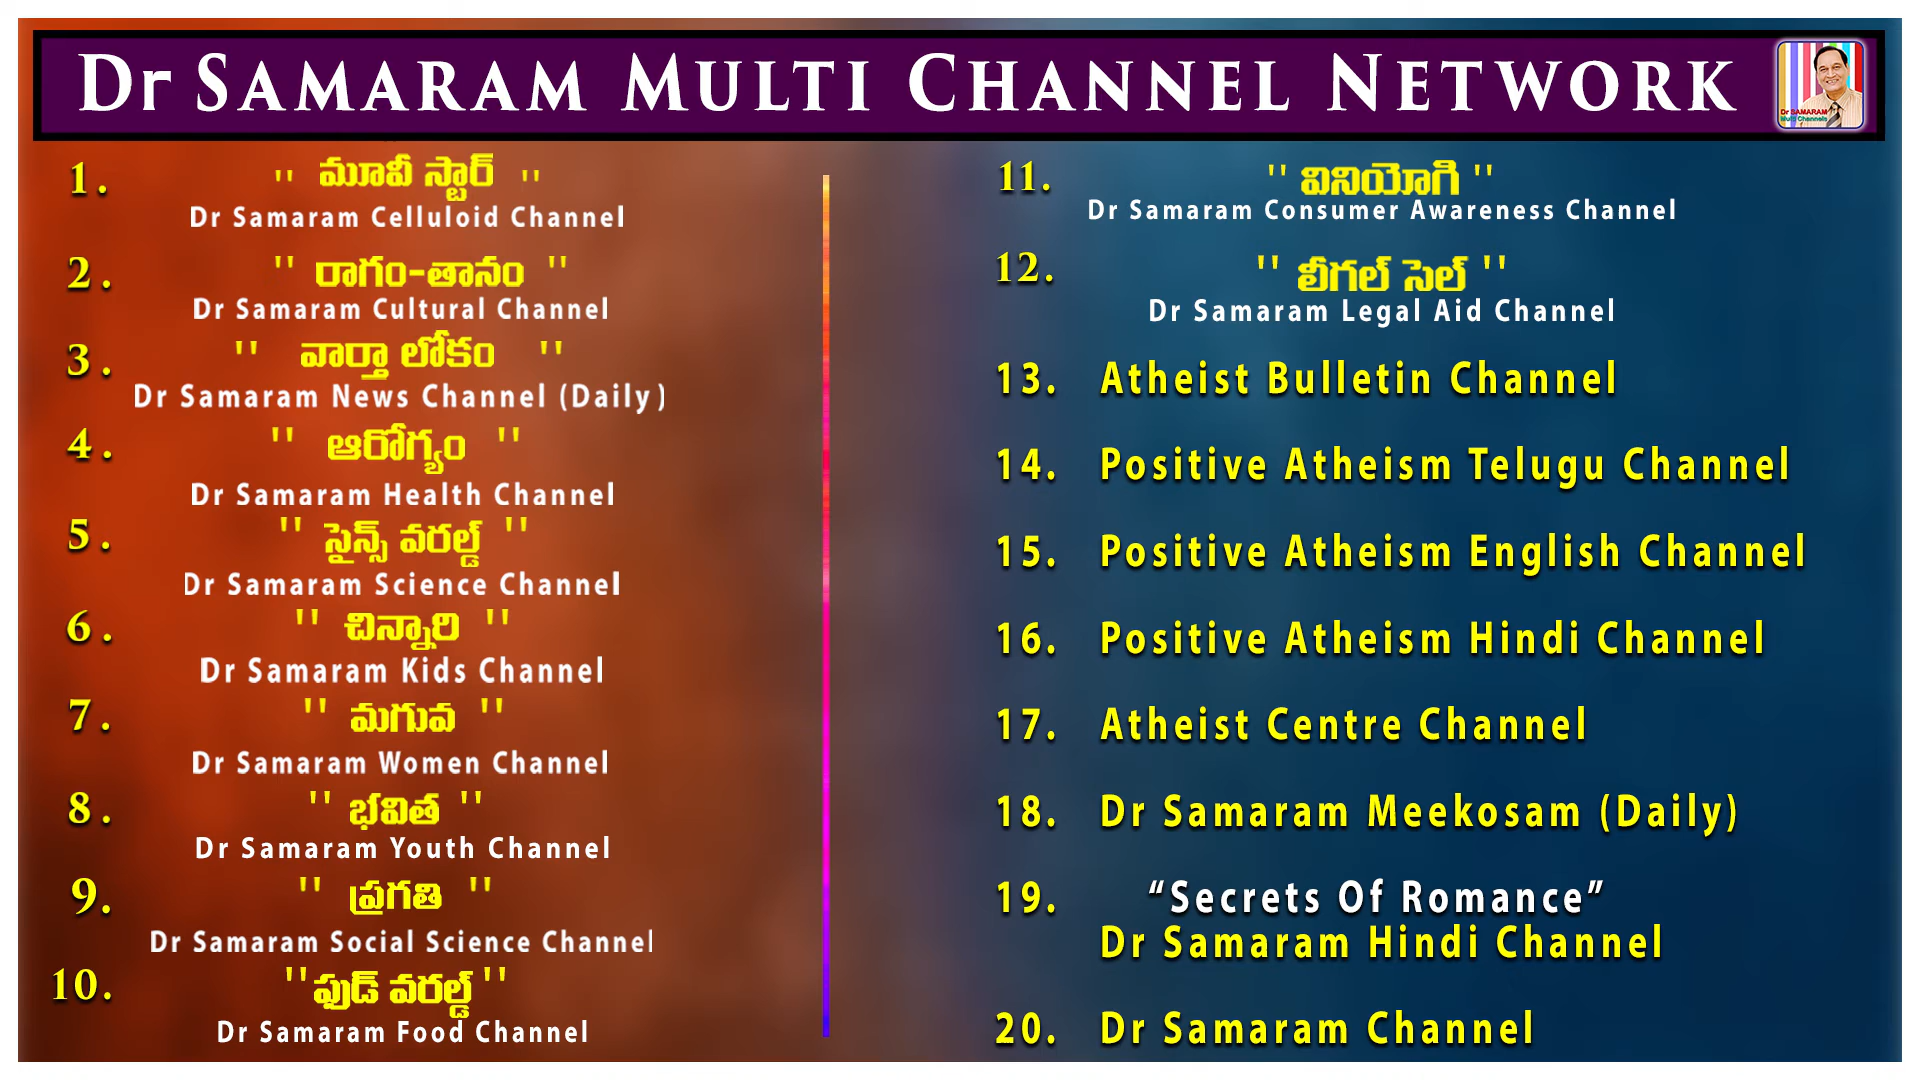 Dr SAMARAM MULTI CHANNEL NETWORK
Dr SAMARAM
Multi Channels
1. '' మూవీ స్టార్ ''
Dr Samaram Celluloid Channel
2. '' రాగం-తానం ''
Dr Samaram Cultural Channel
3. '' వార్తా లోకం ''
Dr Samaram News Channel (Daily)
4. '' ఆరోగ్యం ''
Dr Samaram Health Channel
5. '' సైన్స్ వరల్డ్ ''
Dr Samaram Science Channel
6. '' చిన్నారి ''
Dr Samaram Kids Channel
7. '' మగువ ''
Dr Samaram Women Channel
8. '' భవిత ''
Dr Samaram Youth Channel
9. '' ప్రగతి ''
Dr Samaram Social Science Channel
10. '' ఫుడ్ వరల్డ్ ''
Dr Samaram Food Channel
11. '' వినియోగి ''
Dr Samaram Consumer Awareness Channel
12. '' లీగల్ సెల్ ''
Dr Samaram Legal Aid Channel
13. Atheist Bulletin Channel
14. Positive Atheism Telugu Channel
15. Positive Atheism English Channel
16. Positive Atheism Hindi Channel
17. Atheist Centre Channel
18. Dr Samaram Meekosam (Daily)
19. “Secrets Of Romance”
Dr Samaram Hindi Channel
20. Dr Samaram Channel